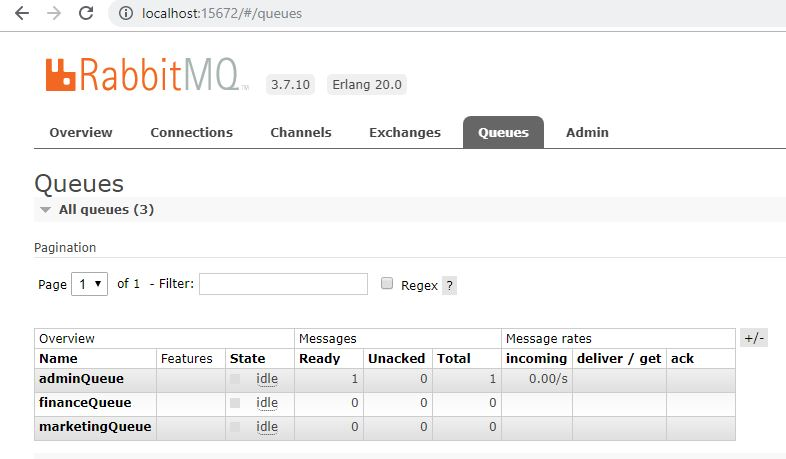 localhost:15672/#/queues
RabbitMQ TM 3.7.10 Erlang 20.0
Overview Connections Channels Exchanges Queues Admin
Queues
All queues (3)
Pagination
Page 1 of 1 - Filter: Regex ?
Overview Messages Message rates +/-
Name Features State Ready Unacked Total incoming deliver / get ack
adminQueue idle 1 0 1 0.00/s
financeQueue idle 0 0 0
marketingQueue idle 0 0 0